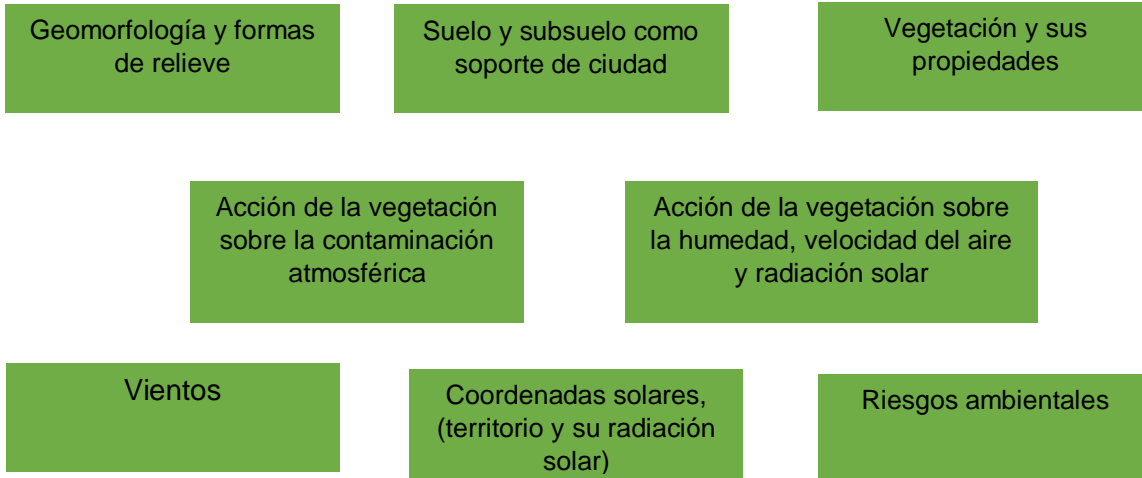 Geomorfología y formas
de relieve
Suelo y subsuelo como
soporte de ciudad
Vegetación y sus
propiedades
Acción de la vegetación
sobre la contaminación
atmosférica
Acción de la vegetación sobre
la humedad, velocidad del aire
y radiación solar
Vientos
Coordenadas solares,
(territorio y su radiación
solar)
Riesgos ambientales